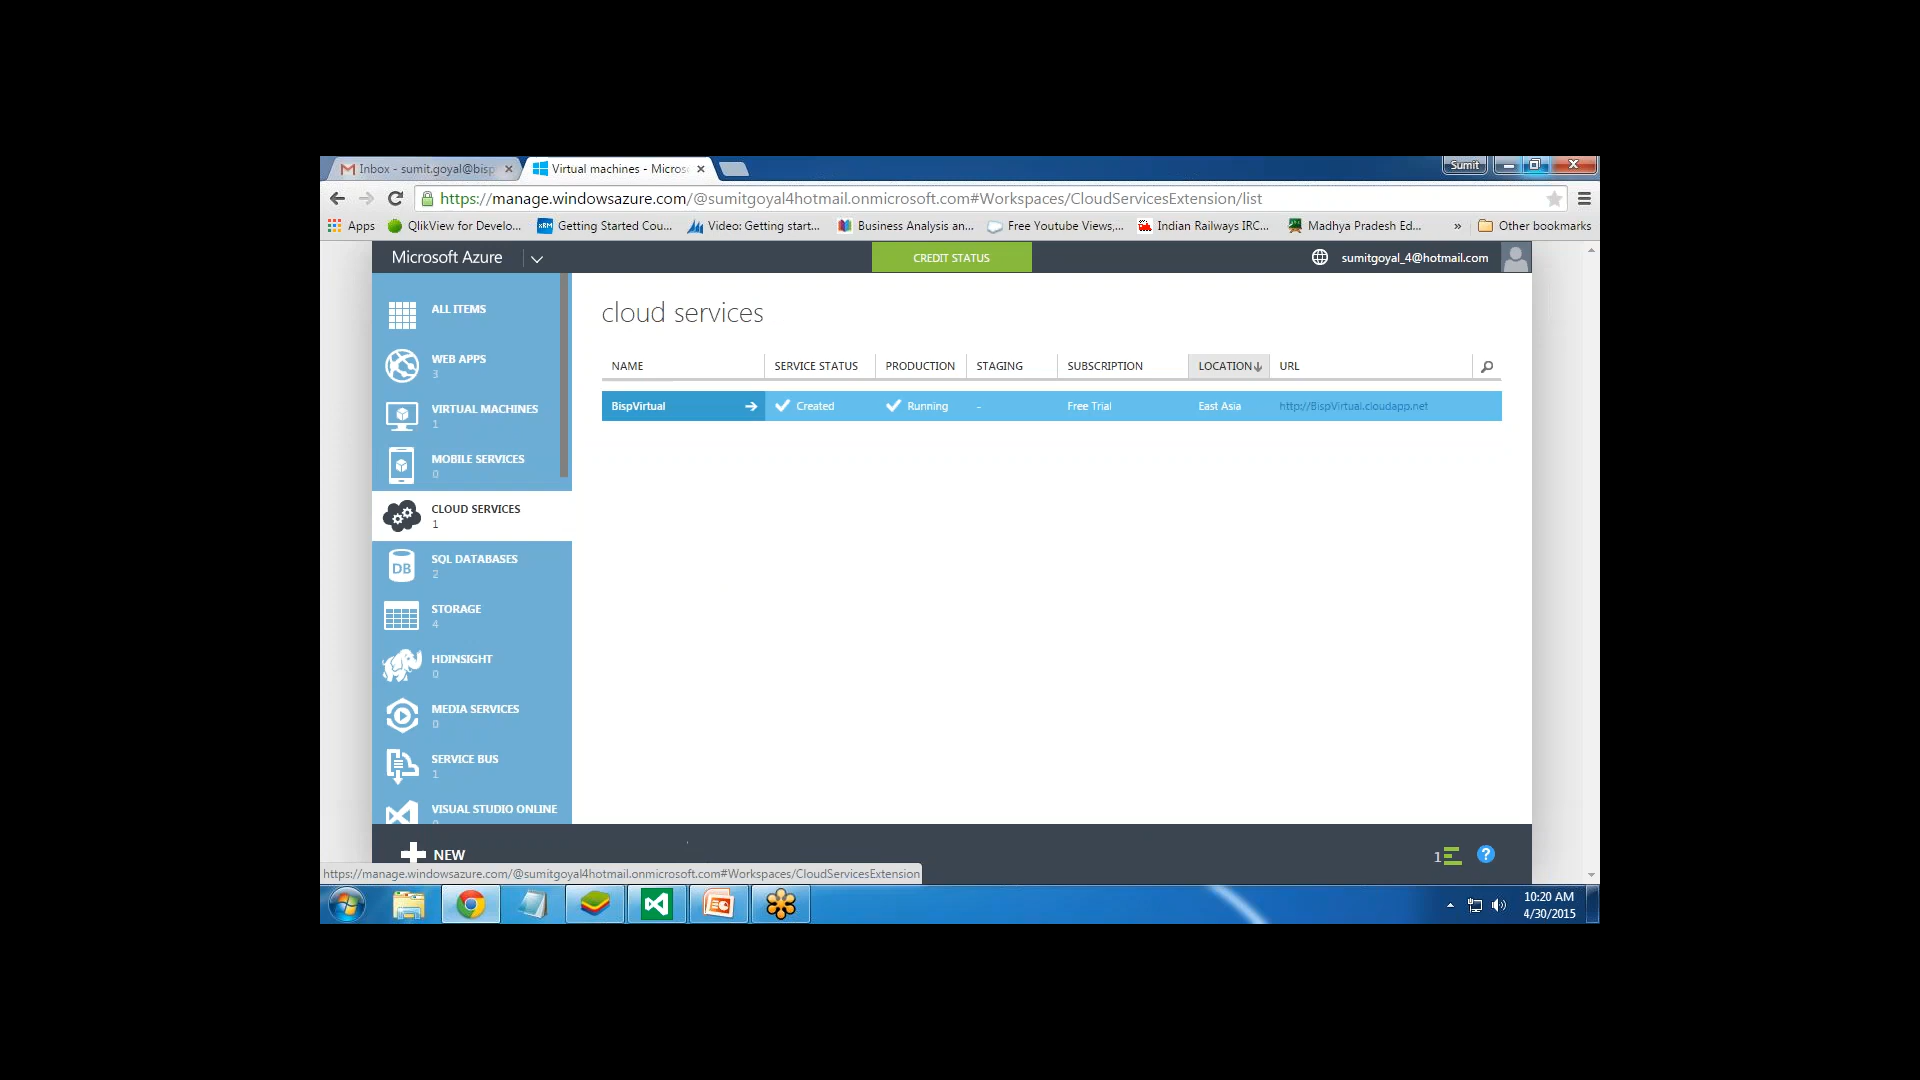 Inbox - sumit.goyal@bisp
Virtual machines - Micros
Sumit
https://manage.windowsazure.com/@sumitgoyal4hotmail.onmicrosoft.com#Workspaces/CloudServicesExtension/list
Apps
QlikView for Develo...
Getting Started Cou...
Video: Getting start...
Business Analysis an...
Free Youtube Views,...
Indian Railways IRC...
Madhya Pradesh Ed...
»
Other bookmarks
Microsoft Azure
CREDIT STATUS
sumitgoyal_4@hotmail.com
ALL ITEMS
WEB APPS
3
VIRTUAL MACHINES
1
MOBILE SERVICES
0
CLOUD SERVICES
1
DB
SQL DATABASES
2
STORAGE
4
HDINSIGHT
0
MEDIA SERVICES
0
SERVICE BUS
1
VISUAL STUDIO ONLINE
cloud services
NAME SERVICE STATUS PRODUCTION STAGING SUBSCRIPTION LOCATION URL
BispVirtual Created Running - Free Trial East Asia http://BispVirtual.cloudapp.net
NEW
1
?
https://manage.windowsazure.com/@sumitgoyal4hotmail.onmicrosoft.com#Workspaces/CloudServicesExtension
10:20 AM
4/30/2015